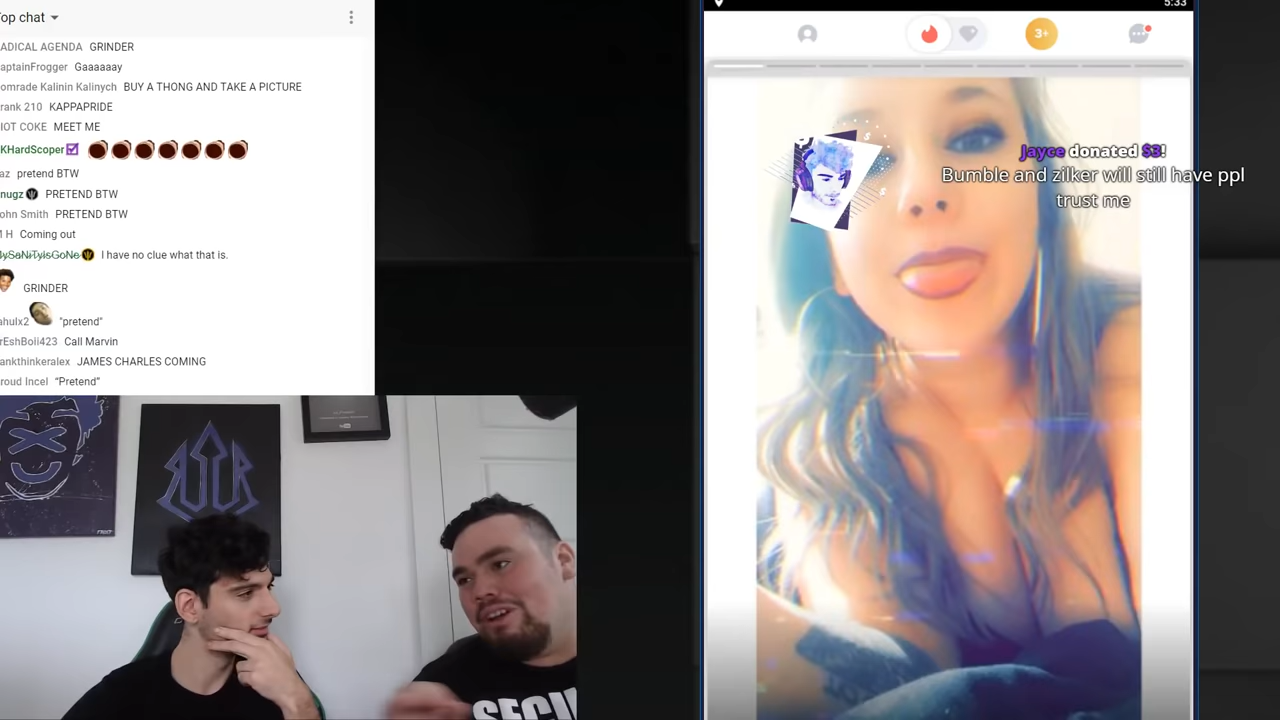 op chat
ADICAL AGENDA GRINDER
aptainFrogger Gaaaaaay
omrade Kalinin Kalinych BUY A THONG AND TAKE A PICTURE
rank 210 KAPPAPRIDE
IOT COKE MEET ME
KHardScoper
az pretend BTW
nugz PRETEND BTW
ohn Smith PRETEND BTW
H Coming out
ySaNiTyIsGoNe I have no clue what that is.
GRINDER
ahulx2 "pretend"
rEshBoii423 Call Marvin
ankthinkeralex JAMES CHARLES COMING
roud Incel “Pretend”
5:33
3+
Jayce donated $3!
Bumble and zilker will still have ppl
trust me
SECU